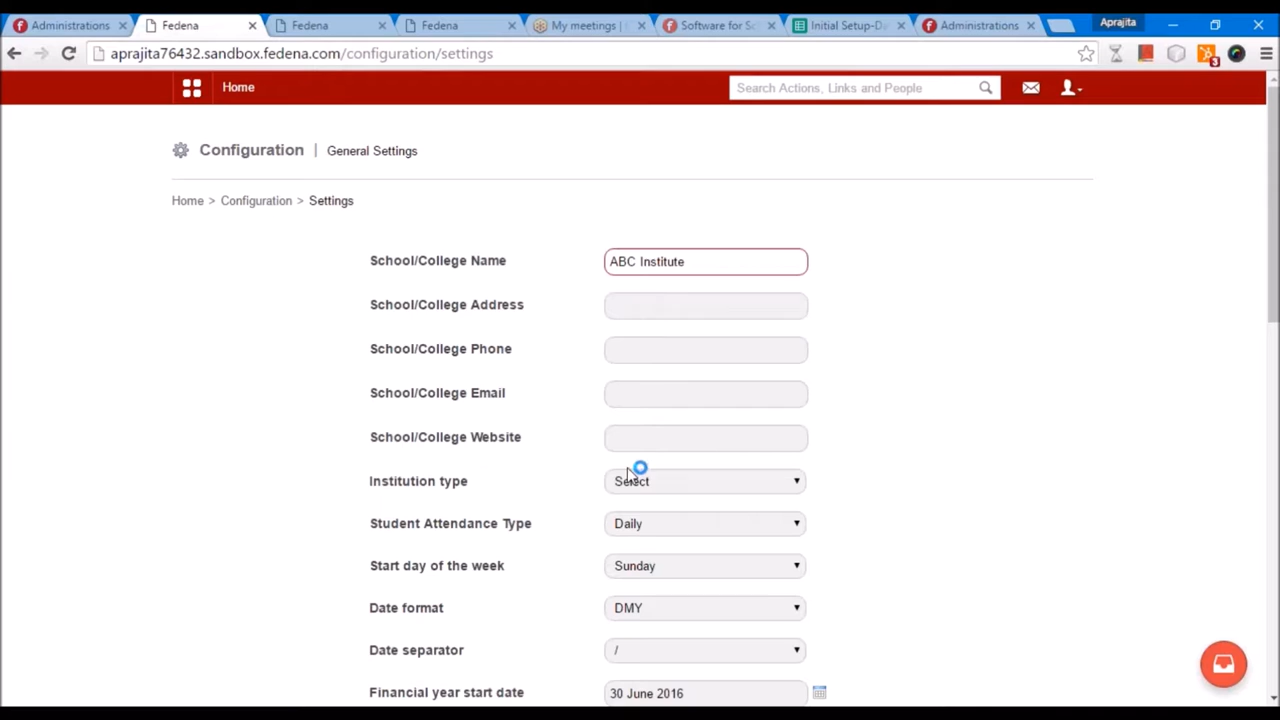 Administrations
Fedena
Fedena
Fedena
My meetings |
Software for Sc
Initial Setup-Da
Administrations
Aprajita
aprajita76432.sandbox.fedena.com/configuration/settings
3
Home
Search Actions, Links and People
Configuration | General Settings
Home > Configuration > Settings
School/College Name
ABC Institute
School/College Address
School/College Phone
School/College Email
School/College Website
Institution type
Select
Student Attendance Type
Daily
Start day of the week
Sunday
Date format
DMY
Date separator
/
Financial year start date
30 June 2016